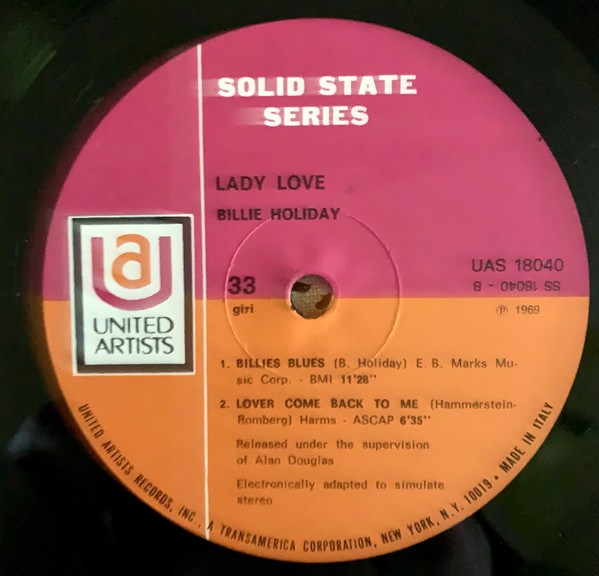 SOLID STATE
SERIES
LADY LOVE
BILLIE HOLIDAY
ua
UNITED
ARTISTS
33
giri
UAS 18040
SS 18040 - B
℗ 1969
1. BILLIES BLUES (B. Holiday) E. B. Marks Mu-
sic Corp. - BMI 11'28"
2. LOVER COME BACK TO ME (Hammerstein-
Romberg) Harms - ASCAP 6'35"
Released under the supervision
of Alan Douglas
Electronically adapted to simulate
stereo
UNITED ARTISTS RECORDS, INC., A TRANSAMERICA CORPORATION, NEW YORK, N.Y. 10019 • MADE IN ITALY